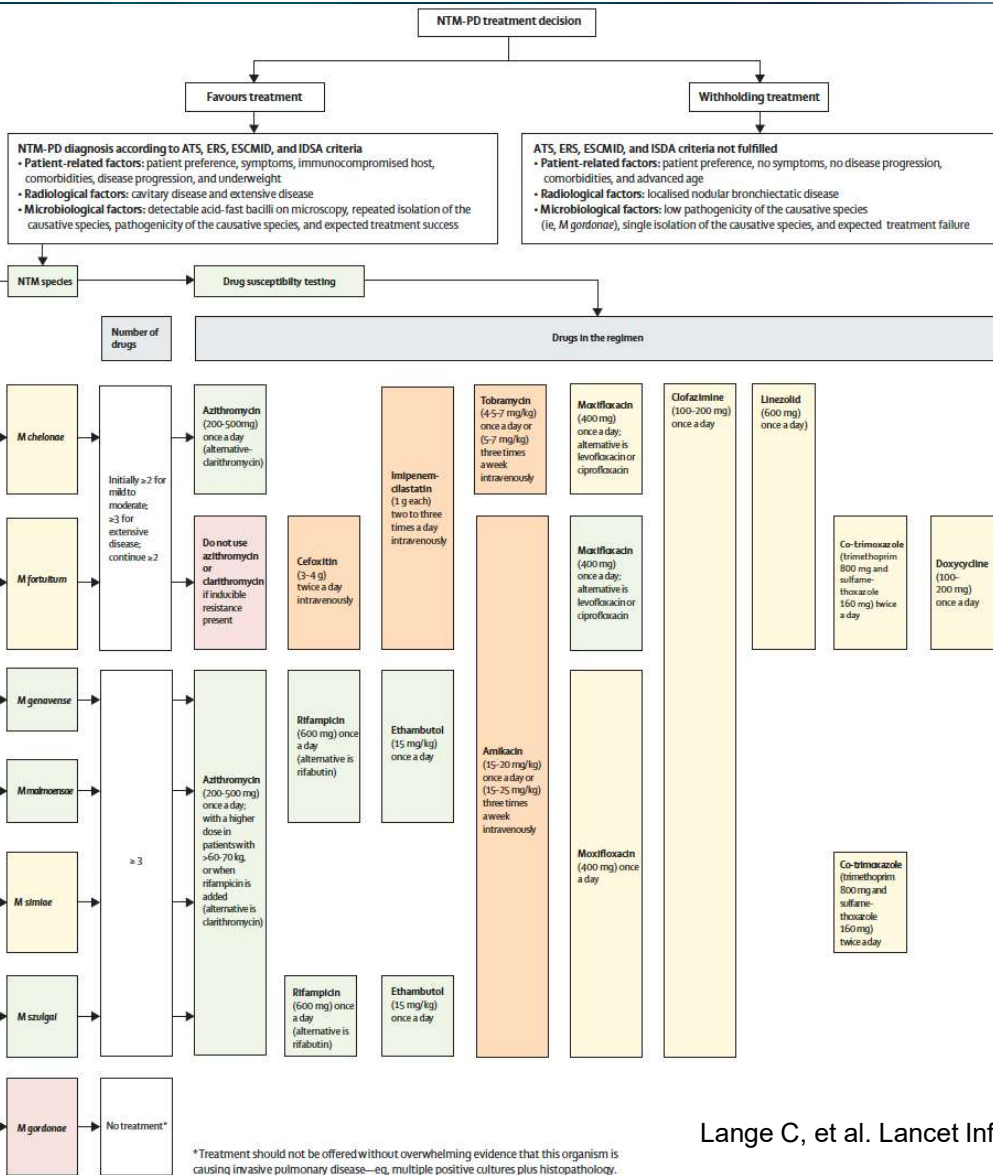 NTM-PD treatment decision
Favours treatment
Withholding treatment
NTM-PD diagnosis according to ATS, ERS, ESCMID, and IDSA criteria
• Patient-related factors: patient preference, symptoms, immunocompromised host,
comorbidities, disease progression, and underweight
• Radiological factors: cavitary disease and extensive disease
• Microbiological factors: detectable acid-fast bacilli on microscopy, repeated isolation of the
causative species, pathogenicity of the causative species, and expected treatment success
ATS, ERS, ESCMID, and ISDA criteria not fulfilled
• Patient-related factors: patient preference, no symptoms, no disease progression,
comorbidities, and advanced age
• Radiological factors: localised nodular bronchiectatic disease
• Microbiological factors: low pathogenicity of the causative species
(ie, M gordonae), single isolation of the causative species, and expected treatment failure
NTM species
Drug susceptibilty testing
Number of
drugs
Drugs in the regimen
M chelonae
Initially ≥2 for
mild to
moderate;
≥3 for
extensive
disease;
continue ≥2
Azithromycin
(200-500mg)
once a day
(alternative-
clarithromycin)
Imipenem-
cilastatin
(1 g each)
two to three
times a day
intravenously
Tobramycin
(4·5-7 mg/kg)
once a day or
(5-7 mg/kg)
three times
a week
intravenously
Moxifloxacin
(400 mg)
once a day;
alternative is
levofloxacin or
ciprofloxacin
Clofazimine
(100–200 mg)
once a day
Linezolid
(600 mg)
once a day)
M fortuitum
Do not use
azithromycin
or
clarithromycin
if inducible
resistance
present
Cefoxitin
(3–4 g)
twice a day
intravenously
Moxifloxacin
(400 mg)
once a day;
alternative is
levofloxacin or
ciprofloxacin
Co-trimoxazole
(trimethoprim
800 mg and
sulfame-
thoxazole
160 mg) twice
a day
Doxycycline
(100–
200 mg)
once a day
M genavense
≥ 3
Azithromycin
(200-500 mg)
once a day;
with a higher
dose in
patients with
>60-70 kg,
or when
rifampicin is
added
(alternative is
clarithromycin)
Rifampicin
(600 mg) once
a day
(alternative is
rifabutin)
Ethambutol
(15 mg/kg)
once a day
Amikacin
(15–20 mg/kg)
once a day or
(15–25 mg/kg)
three times
a week
intravenously
Moxifloxacin
(400 mg) once
a day
M malmoensae
M simiae
Co-trimoxazole
(trimethoprim
800 mg and
sulfame-
thoxazole
160 mg)
twice a day
M szulgai
Rifampicin
(600 mg) once
a day
(alternative is
rifabutin)
Ethambutol
(15 mg/kg)
once a day
M gordonae
No treatment*
*Treatment should not be offered without overwhelming evidence that this organism is
causing invasive pulmonary disease—eg, multiple positive cultures plus histopathology.
Lange C, et al. Lancet Inf